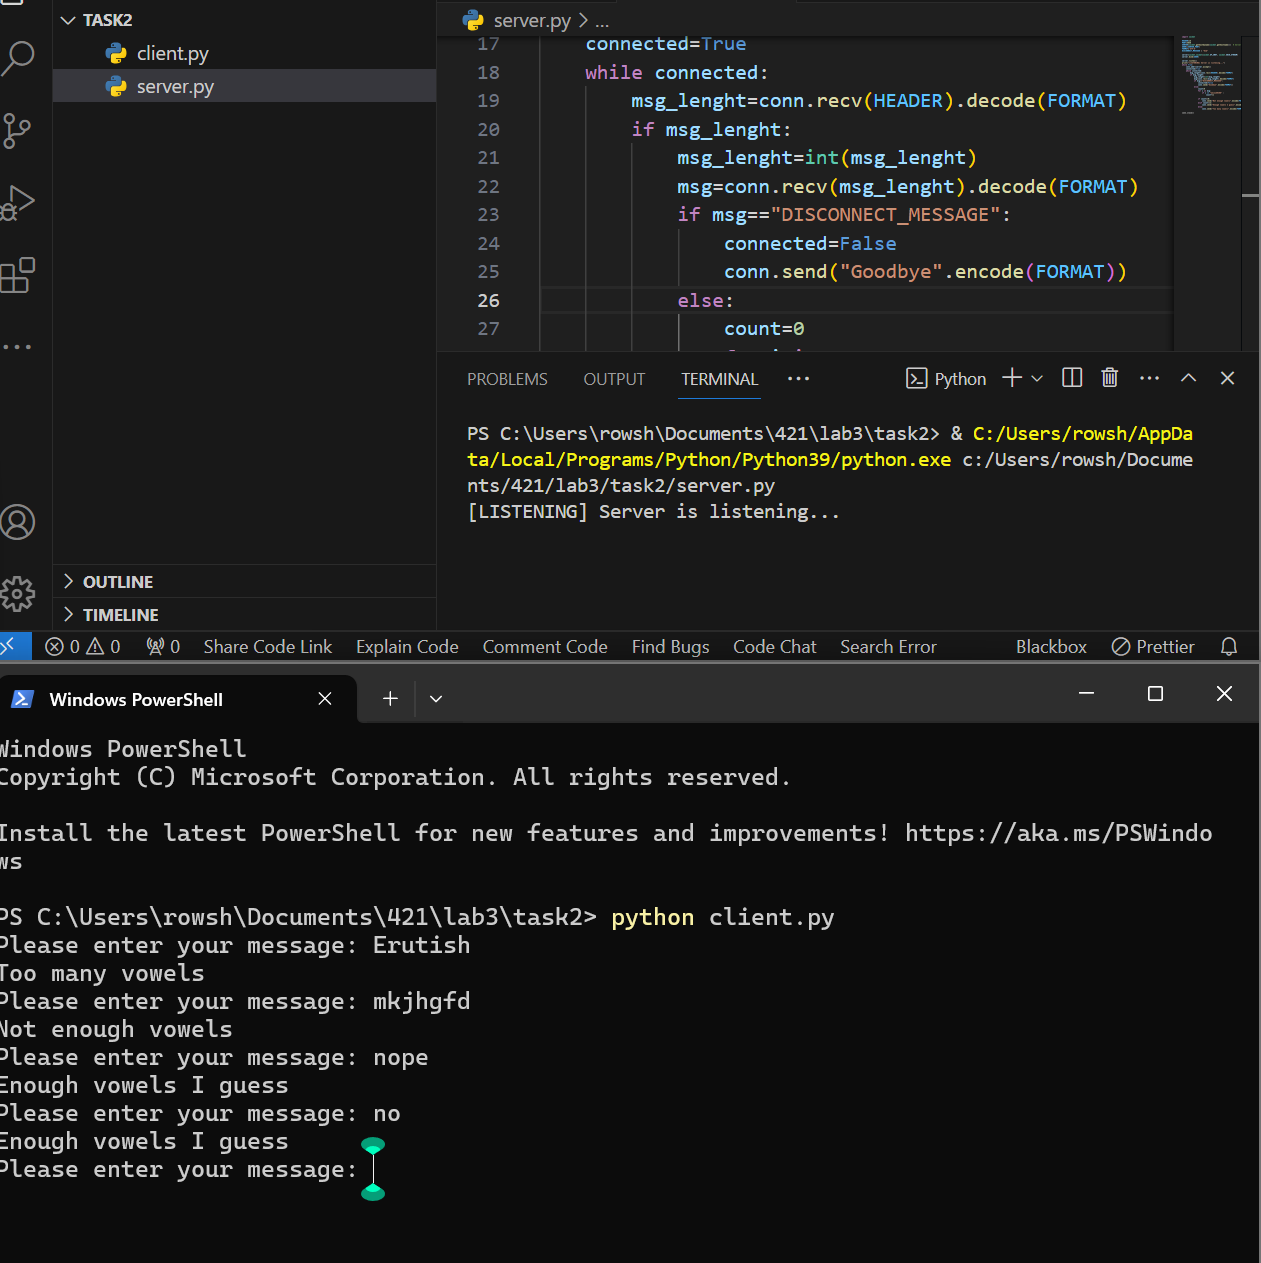 TASK2
client.py
server.py
OUTLINE
TIMELINE
server.py > ...
17 connected=True
18 while connected:
19 msg_lenght=conn.recv(HEADER).decode(FORMAT)
20 if msg_lenght:
21 msg_lenght=int(msg_lenght)
22 msg=conn.recv(msg_lenght).decode(FORMAT)
23 if msg=="DISCONNECT_MESSAGE":
24 connected=False
25 conn.send("Goodbye".encode(FORMAT))
26 else:
27 count=0
PROBLEMS OUTPUT TERMINAL ... Python
PS C:\Users\rowsh\Documents\421\lab3\task2> & C:/Users/rowsh/AppDa
ta/Local/Programs/Python/Python39/python.exe c:/Users/rowsh/Docume
nts/421/lab3/task2/server.py
[LISTENING] Server is listening...
0 0 0 Share Code Link Explain Code Comment Code Find Bugs Code Chat Search Error Blackbox Prettier
Windows PowerShell
Windows PowerShell
Copyright (C) Microsoft Corporation. All rights reserved.
Install the latest PowerShell for new features and improvements! https://aka.ms/PSWindo
ws
PS C:\Users\rowsh\Documents\421\lab3\task2> python client.py
Please enter your message: Erutish
Too many vowels
Please enter your message: mkjhgfd
Not enough vowels
Please enter your message: nope
Enough vowels I guess
Please enter your message: no
Enough vowels I guess
Please enter your message: